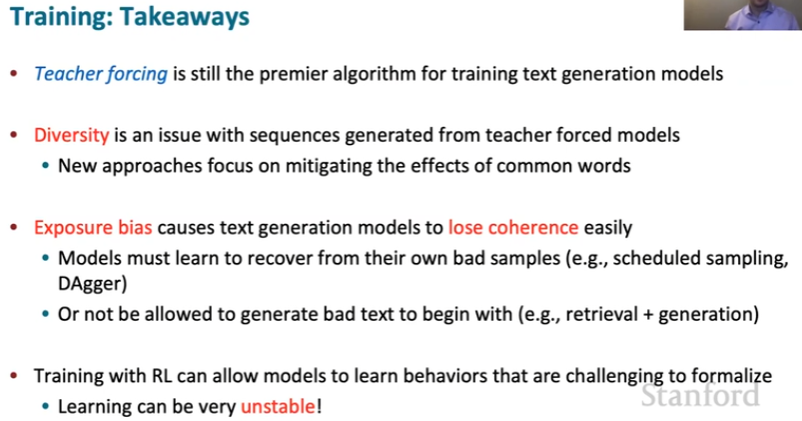 Training: Takeaways
• Teacher forcing is still the premier algorithm for training text generation models
• Diversity is an issue with sequences generated from teacher forced models
• New approaches focus on mitigating the effects of common words
• Exposure bias causes text generation models to lose coherence easily
• Models must learn to recover from their own bad samples (e.g., scheduled sampling,
DAgger)
• Or not be allowed to generate bad text to begin with (e.g., retrieval + generation)
• Training with RL can allow models to learn behaviors that are challenging to formalize
• Learning can be very unstable!
Stanford